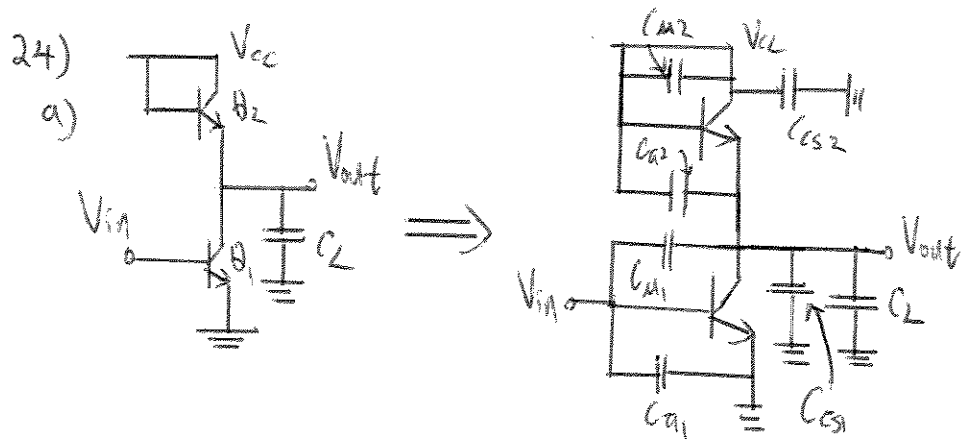 24)
a)
Vcc
Q2
Vout
Vin
Q1
CL
Cμ2
Vcc
Ccs2
Cπ2
Cμ1
Vout
Vin
CL
Cπ1
Ccs1